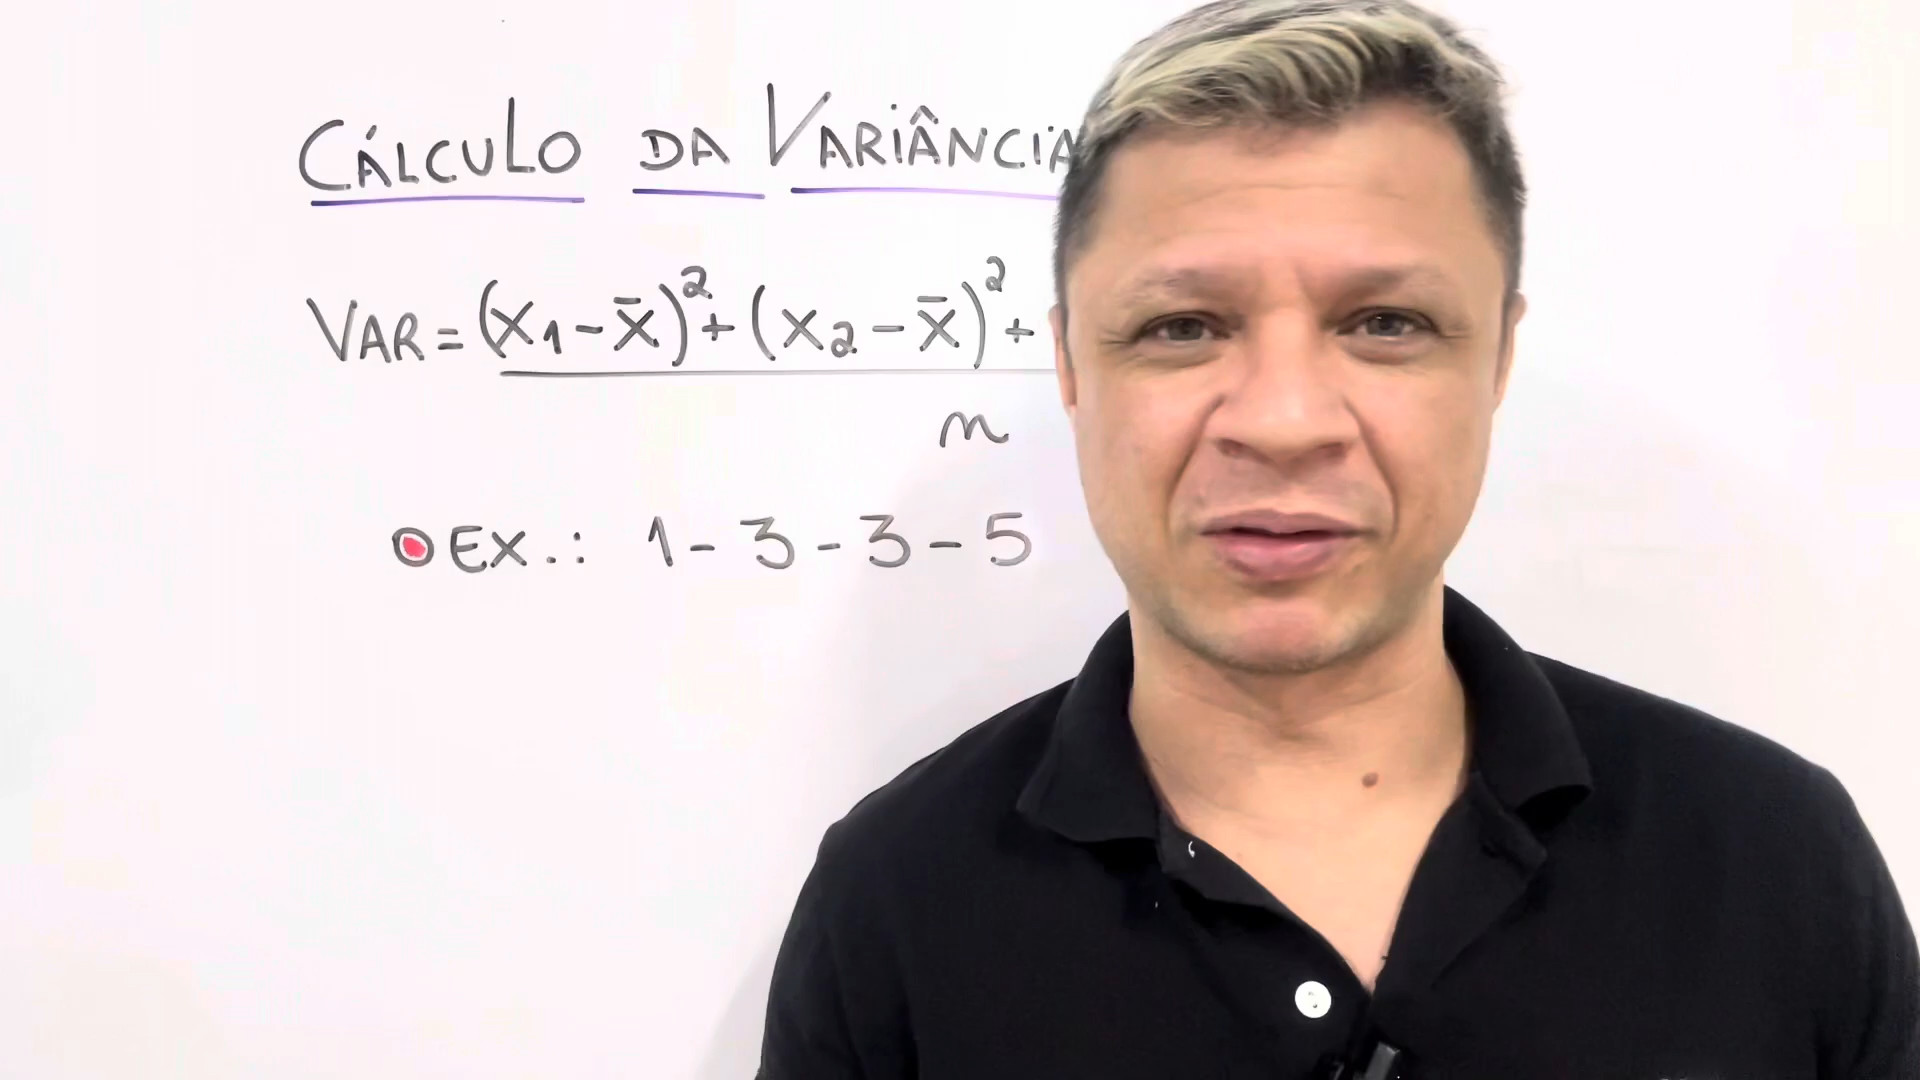 CÁLCULO DA VARIÂNCIA
VAR = (x₁ - x̄)² + (x₂ - x̄)² +
n
EX.: 1 - 3 - 3 - 5